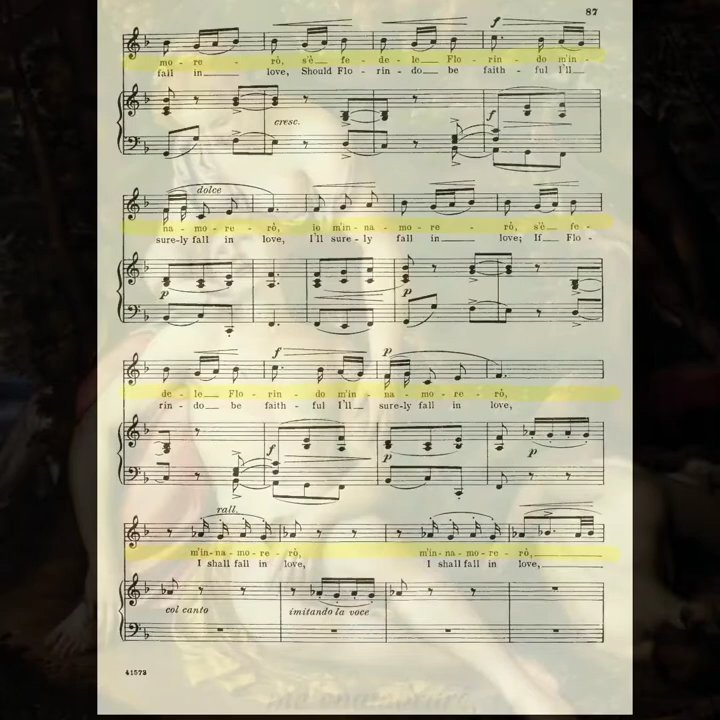 87
f
mo - re - rò, s'è fe - de - le Flo - rin - do m'in -
fall in love, Should Flo - rin - do be faith - ful I'll
cresc.
f
dolce
na - mo - re - rò, io m'in - na - mo - re - rò, s'è fe -
sure-ly fall in love, I'll sure - ly fall in love; If Flo -
p p
f p
de - le Flo - rin - do m'in - na - mo - re - rò,
rin - do be faith - ful I'll sure-ly fall in love,
f p p
rall.
m'in - na - mo - re - rò, m'in - na - mo - re - rò,
I shall fall in love, I shall fall in love,
col canto imitando la voce
41573